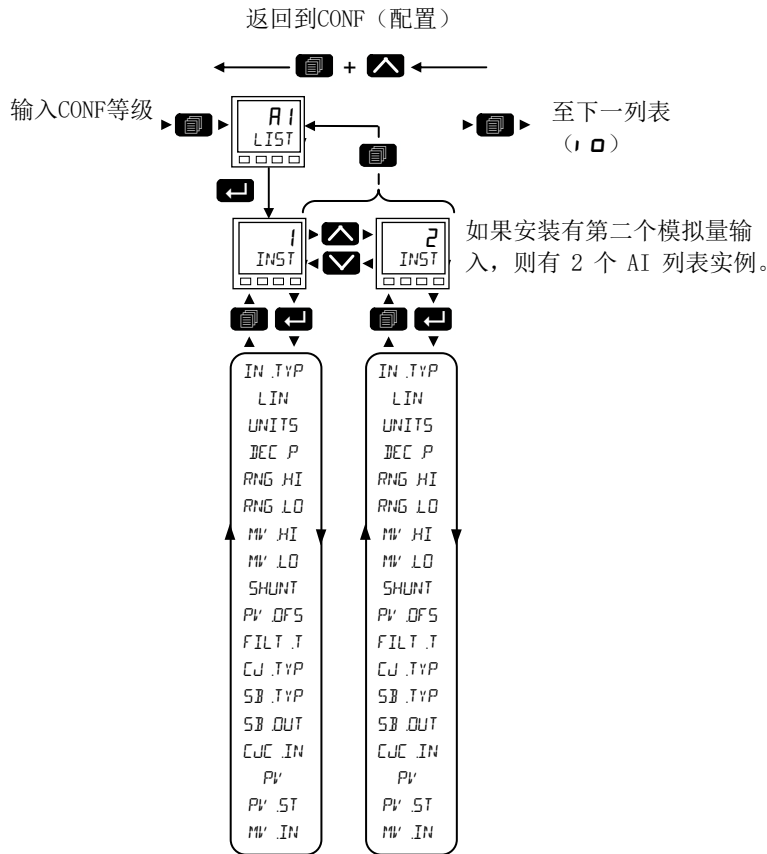 返回到CONF（配置）
+
输入CONF等级
AI
LIST
至下一列表
（IO）
1
INST
2
INST
如果安装有第二个模拟量输
入，则有 2 个 AI 列表实例。
IN.TYP
LIN
UNITS
DEC.P
RNG.HI
RNG.LO
MV.HI
MV.LO
SHUNT
PV.OFS
FILT.T
CJ.TYP
SB.TYP
SB.OUT
CJC.IN
PV
PV.ST
MV.IN
IN.TYP
LIN
UNITS
DEC.P
RNG.HI
RNG.LO
MV.HI
MV.LO
SHUNT
PV.OFS
FILT.T
CJ.TYP
SB.TYP
SB.OUT
CJC.IN
PV
PV.ST
MV.IN